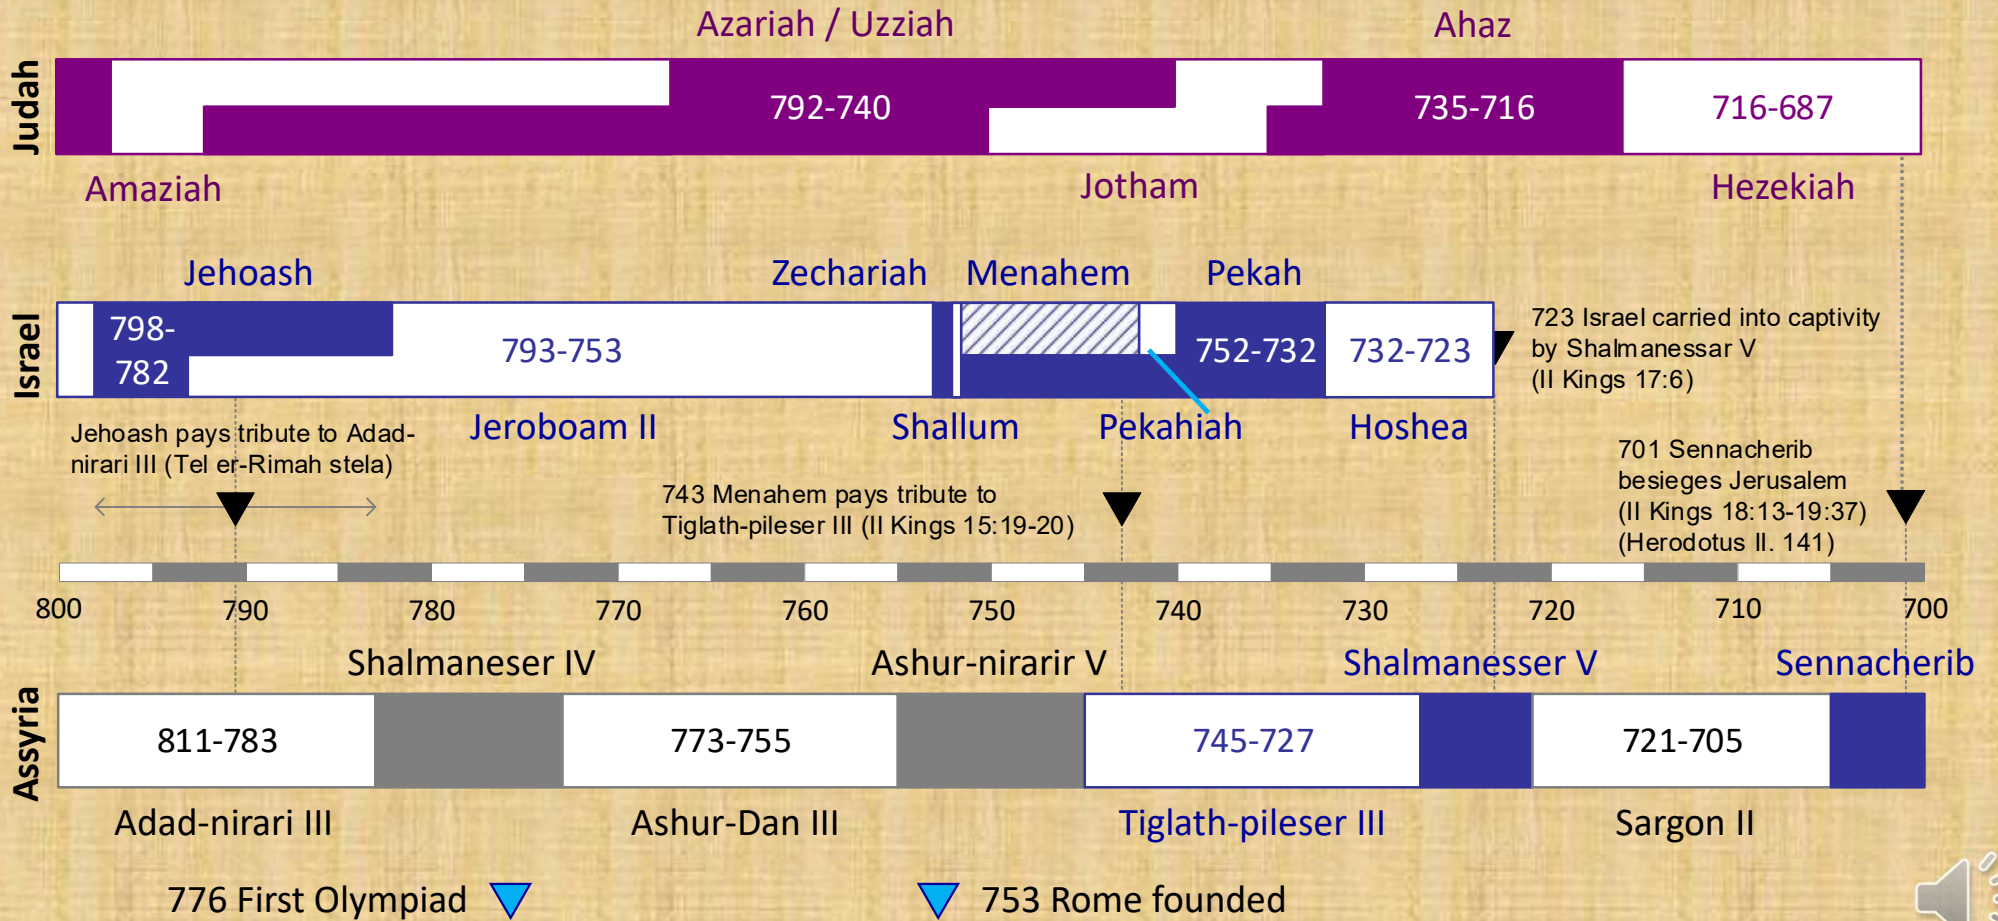 Azariah / Uzziah
Ahaz
Judah
792-740
735-716
716-687
Amaziah
Jotham
Hezekiah
Jehoash
Zechariah
Menahem
Pekah
Israel
798-
782
793-753
752-732
732-723
723 Israel carried into captivity
by Shalmanessar V
(II Kings 17:6)
Jeroboam II
Shallum
Pekahiah
Hoshea
Jehoash pays tribute to Adad-
nirari III (Tel er-Rimah stela)
743 Menahem pays tribute to
Tiglath-pileser III (II Kings 15:19-20)
701 Sennacherib
besieges Jerusalem
(II Kings 18:13-19:37)
(Herodotus II. 141)
800
790
780
770
760
750
740
730
720
710
700
Shalmaneser IV
Ashur-nirarir V
Shalmanesser V
Sennacherib
Assyria
811-783
773-755
745-727
721-705
Adad-nirari III
Ashur-Dan III
Tiglath-pileser III
Sargon II
776 First Olympiad
753 Rome founded